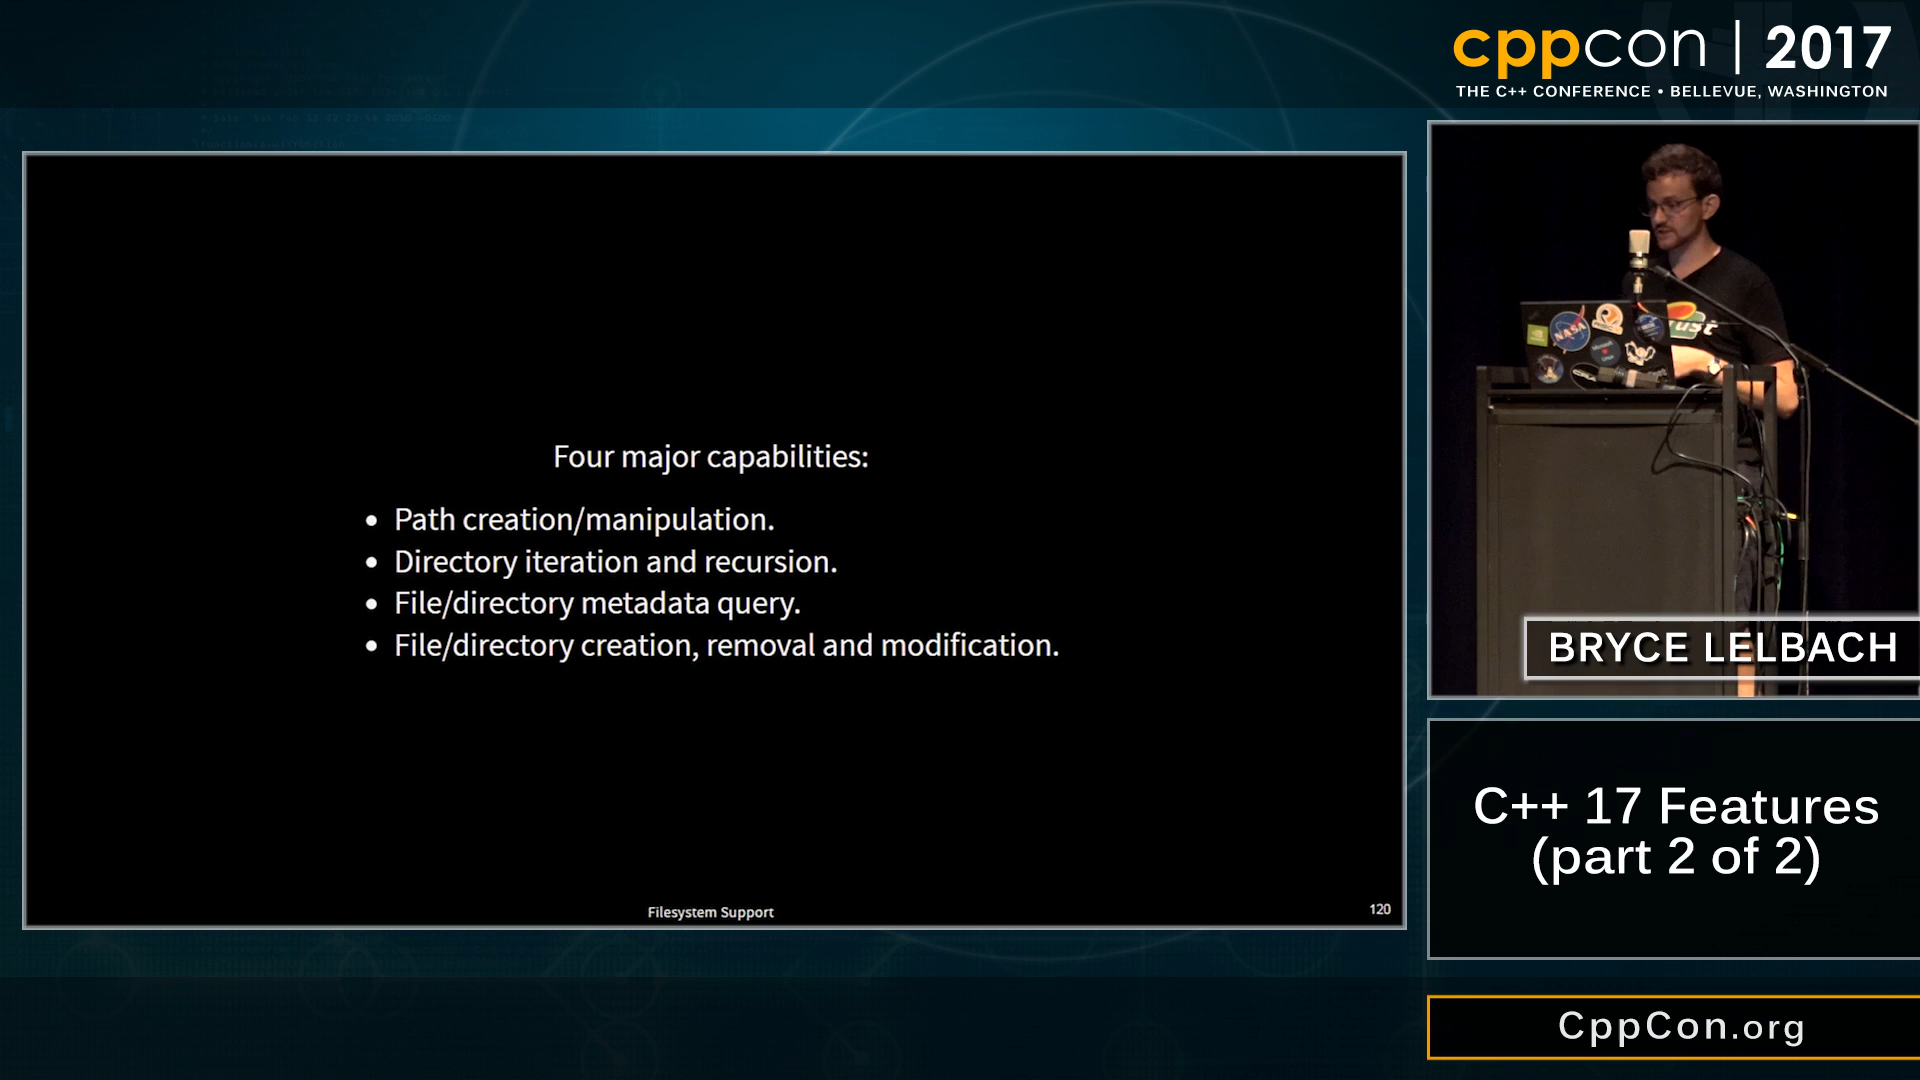 cppcon | 2017
THE C++ CONFERENCE • BELLEVUE, WASHINGTON
Four major capabilities:
• Path creation/manipulation.
• Directory iteration and recursion.
• File/directory metadata query.
• File/directory creation, removal and modification.
Filesystem Support
120
NASA
BRYCE LELBACH
C++ 17 Features
(part 2 of 2)
CppCon.org